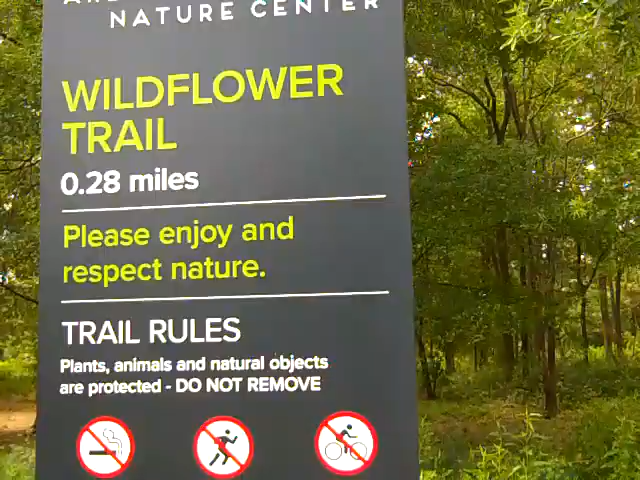 NATURE CENTER
WILDFLOWER
TRAIL
0.28 miles
Please enjoy and
respect nature.
TRAIL RULES
Plants, animals and natural objects
are protected - DO NOT REMOVE